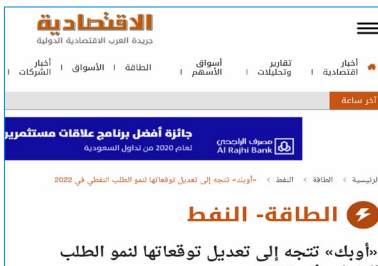 الاقتصادية
جريدة العرب الاقتصادية الدولية
أخبار اقتصادية | تقارير وتحليلات | أسواق الأسهم | الطاقة | الأسواق | أخبار الشركات |
آخر ساعة
جائزة أفضل برنامج علاقات مستثمرين
لعام 2020 من تداول السعودية
مصرف الراجحي
Al Rajhi Bank
الرئيسية > الطاقة > النفط > «أوبك» تتجه إلى تعديل توقعاتها لنمو الطلب النفطي في 2022
الطاقة- النفط
«أوبك» تتجه إلى تعديل توقعاتها لنمو الطلب